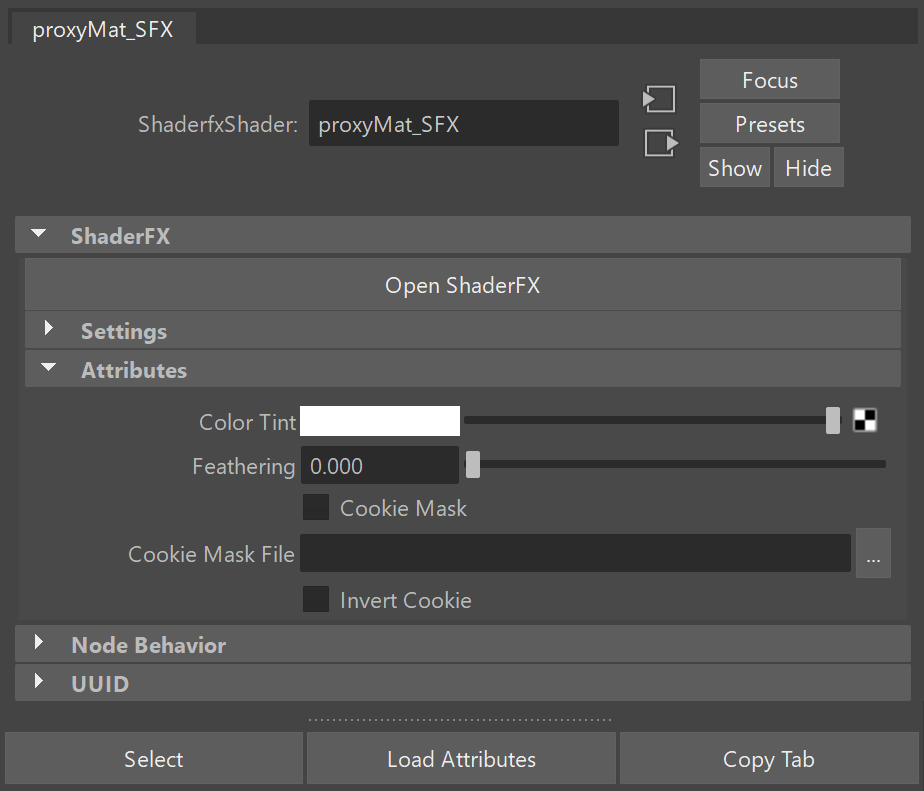 proxyMat_SFX
ShaderfxShader: proxyMat_SFX
Focus
Presets
Show Hide
ShaderFX
Open ShaderFX
Settings
Attributes
Color Tint
Feathering 0.000
Cookie Mask
Cookie Mask File ...
Invert Cookie
Node Behavior
UUID
Select Load Attributes Copy Tab